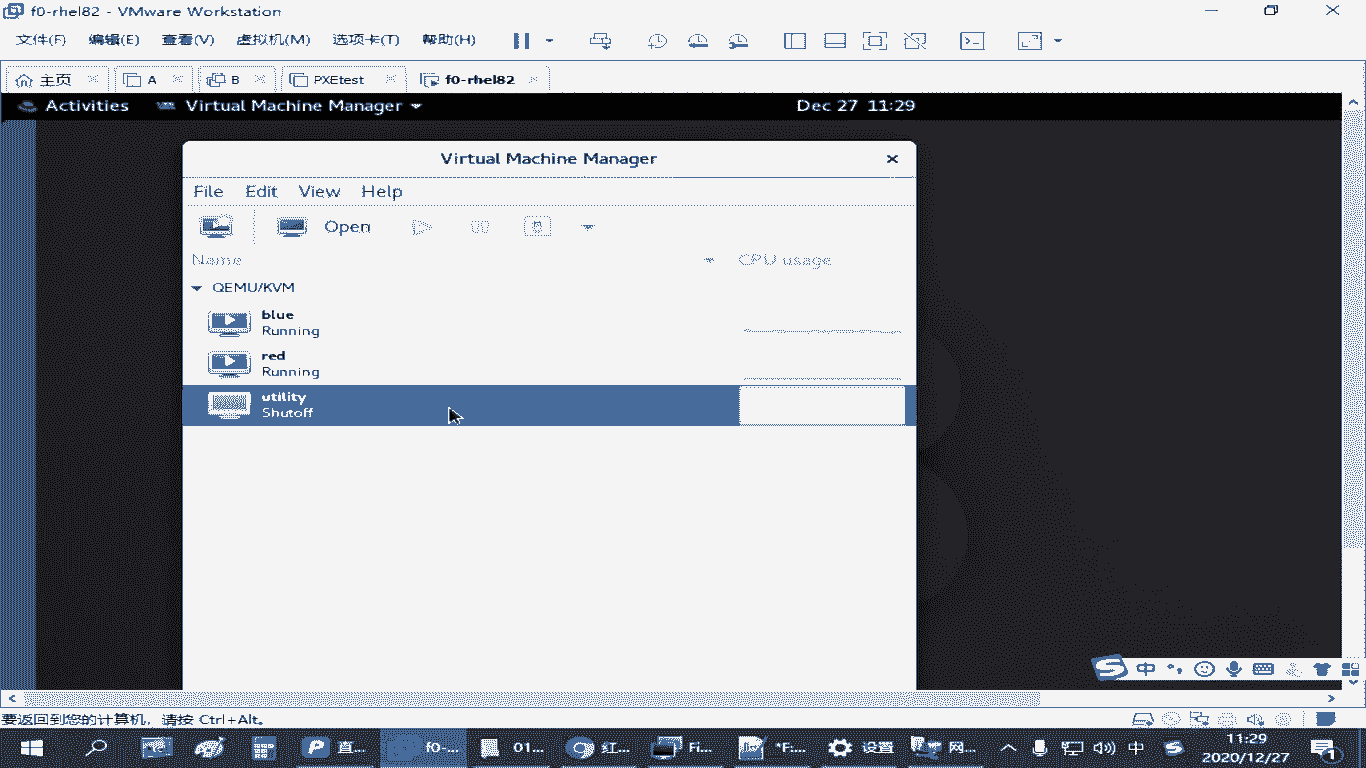 f0-rhel82 - VMware Workstation
文件(F) 编辑(E) 查看(V) 虚拟机(M) 选项卡(T) 帮助(H)
主页 A B PXEtest f0-rhel82
Activities Virtual Machine Manager Dec 27 11:29
Virtual Machine Manager
File Edit View Help
Open
Name CPU usage
QEMU/KVM
blue
Running
red
Running
utility
Shutoff
中
要返回到您的计算机，请按 Ctrl+Alt。
直... f0-... 01... 红... Fi... *F:... 设置 网... 中 11:29
2020/12/27 1